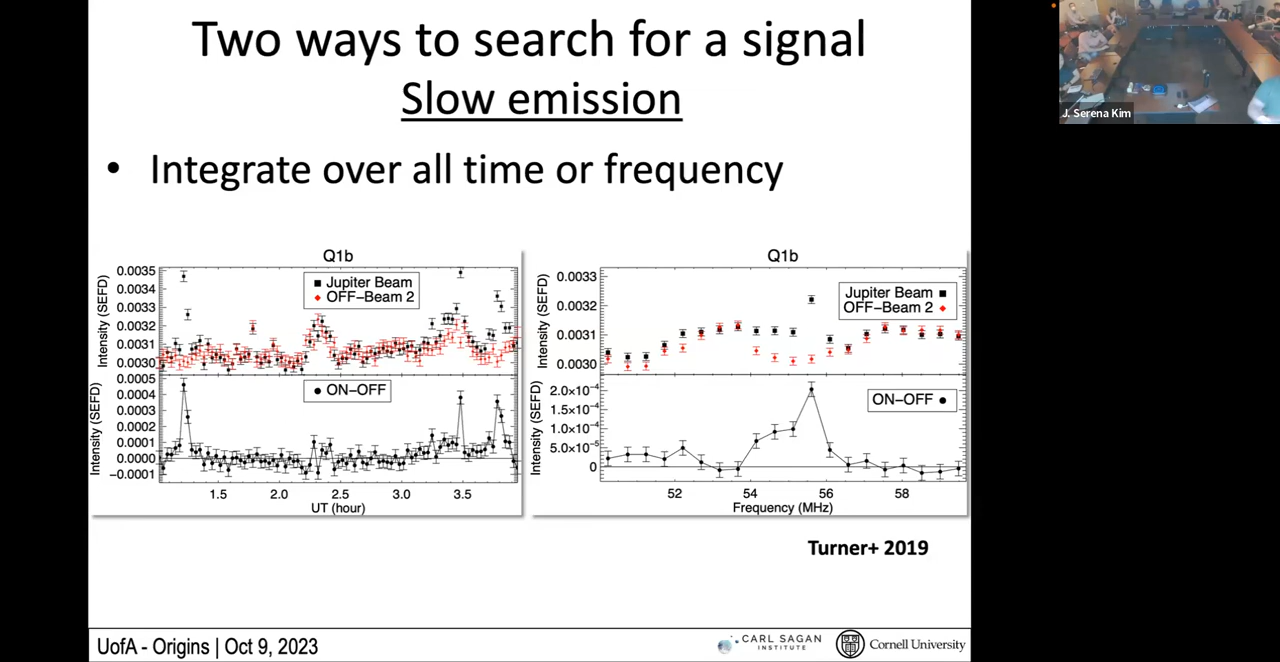 Two ways to search for a signal
Slow emission
J. Serena Kim
• Integrate over all time or frequency
Q1b
0.0035
0.0034
0.0033
0.0032
0.0031
0.0030
Intensity (SEFD)
Jupiter Beam
OFF−Beam 2
0.0005
0.0004
0.0003
0.0002
0.0001
0.0000
−0.0001
Intensity (SEFD)
ON−OFF
1.5 2.0 2.5 3.0 3.5
UT (hour)
Q1b
0.0033
0.0032
0.0031
0.0030
Intensity (SEFD)
Jupiter Beam
OFF−Beam 2
2.0×10⁻⁴
1.5×10⁻⁴
1.0×10⁻⁴
5.0×10⁻⁵
0
Intensity (SEFD)
ON−OFF
52 54 56 58
Frequency (MHz)
Turner+ 2019
UofA - Origins | Oct 9, 2023
CARL SAGAN
INSTITUTE
Cornell University